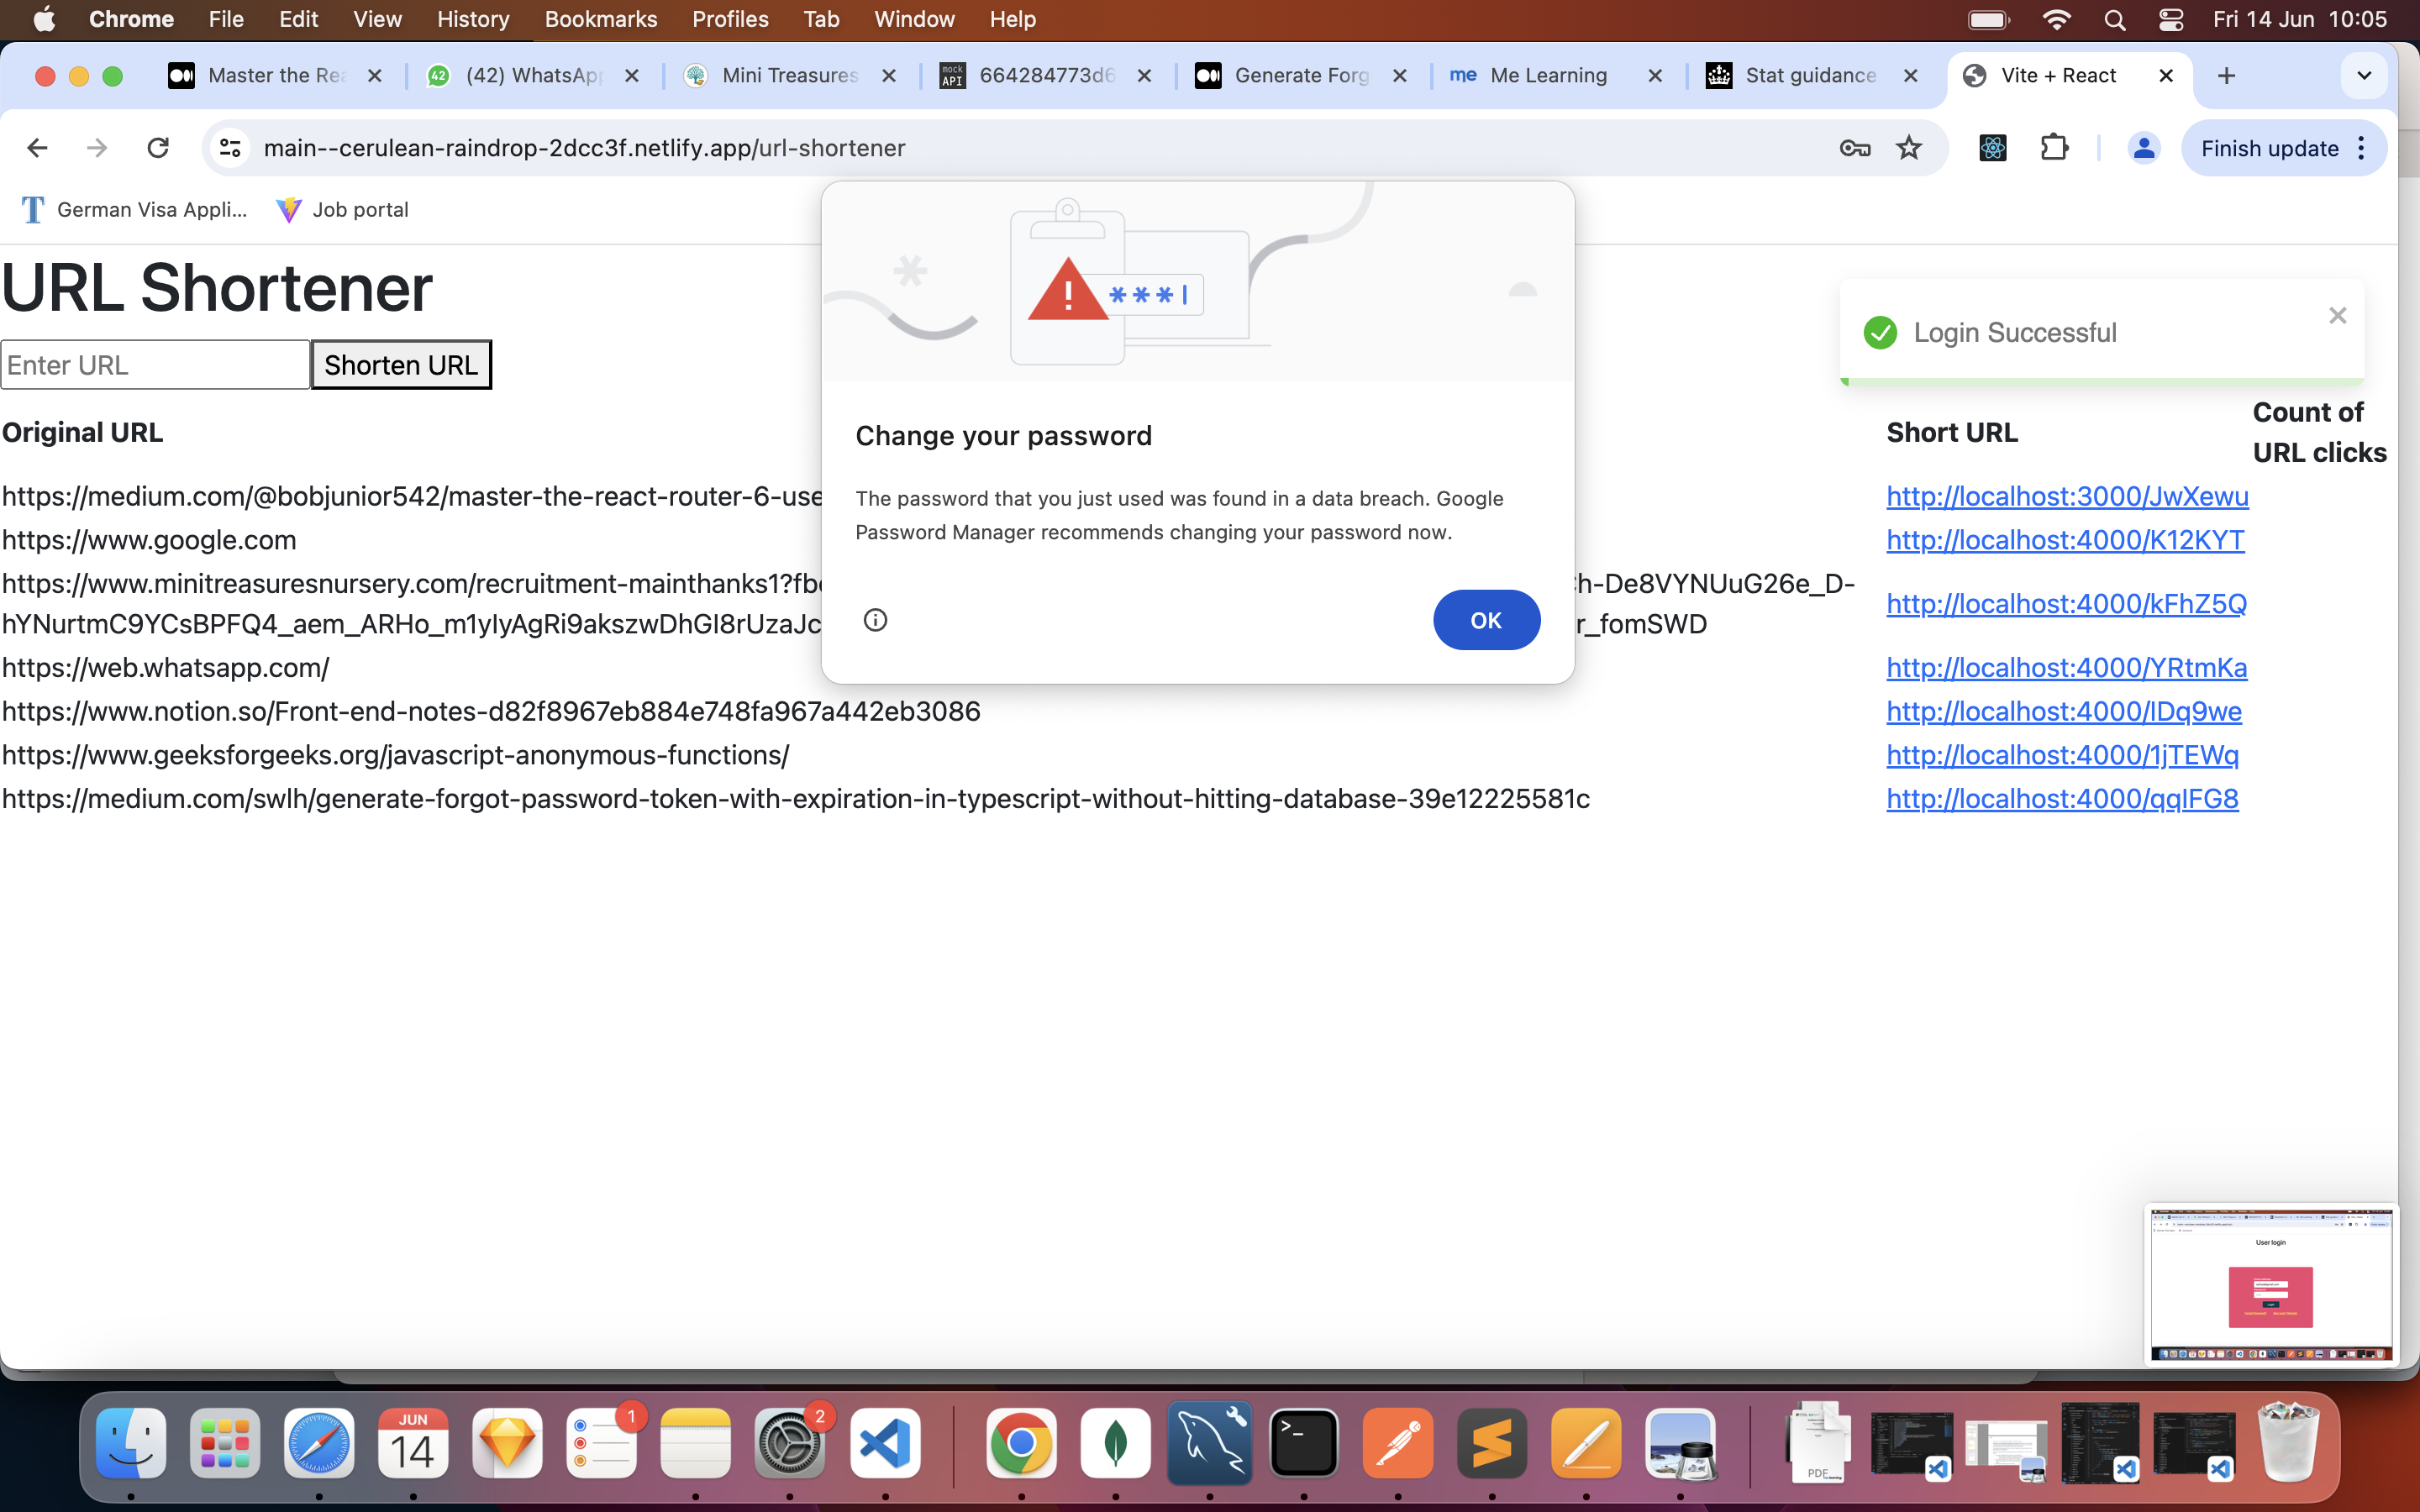 Chrome File Edit View History Bookmarks Profiles Tab Window Help Fri 14 Jun 10:05
Master the Rea (42) WhatsApp Mini Treasures mock API 664284773d6 Generate Forg me Me Learning Stat guidance Vite + React
main--cerulean-raindrop-2dcc3f.netlify.app/url-shortener Finish update
German Visa Appli... Job portal
URL Shortener
Enter URL Shorten URL
Login Successful
***
Change your password
The password that you just used was found in a data breach. Google
Password Manager recommends changing your password now.
OK
Original URL Short URL Count of
URL clicks
https://medium.com/@bobjunior542/master-the-react-router-6-use http://localhost:3000/JwXewu
https://www.google.com http://localhost:4000/K12KYT
https://www.minitreasuresnursery.com/recruitment-mainthanks1?fb h-De8VYNUuG26e_D-
hYNurtmC9YCsBPFQ4_aem_ARHo_m1ylyAgRi9akszwDhGI8rUzaJc r_fomSWD http://localhost:4000/kFhZ5Q
https://web.whatsapp.com/ http://localhost:4000/YRtmKa
https://www.notion.so/Front-end-notes-d82f8967eb884e748fa967a442eb3086 http://localhost:4000/IDq9we
https://www.geeksforgeeks.org/javascript-anonymous-functions/ http://localhost:4000/1jTEWq
https://medium.com/swlh/generate-forgot-password-token-with-expiration-in-typescript-without-hitting-database-39e12225581c http://localhost:4000/qqIFG8
User login
JUN
14
1
2
PDF